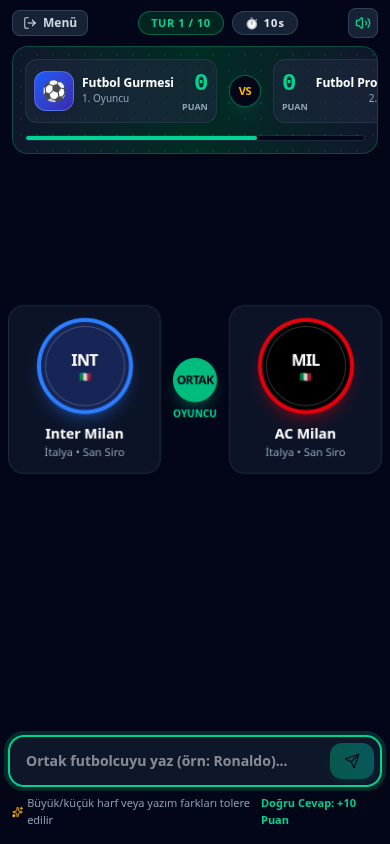 Menü
TUR 1 / 10
10s
Futbol Gurmesi
1. Oyuncu
0
PUAN
VS
0
PUAN
Futbol Pro
2.
INT
Inter Milan
İtalya • San Siro
ORTAK
OYUNCU
MIL
AC Milan
İtalya • San Siro
Ortak futbolcuyu yaz (örn: Ronaldo)...
Büyük/küçük harf veya yazım farkları tolere
edilir
Doğru Cevap: +10
Puan